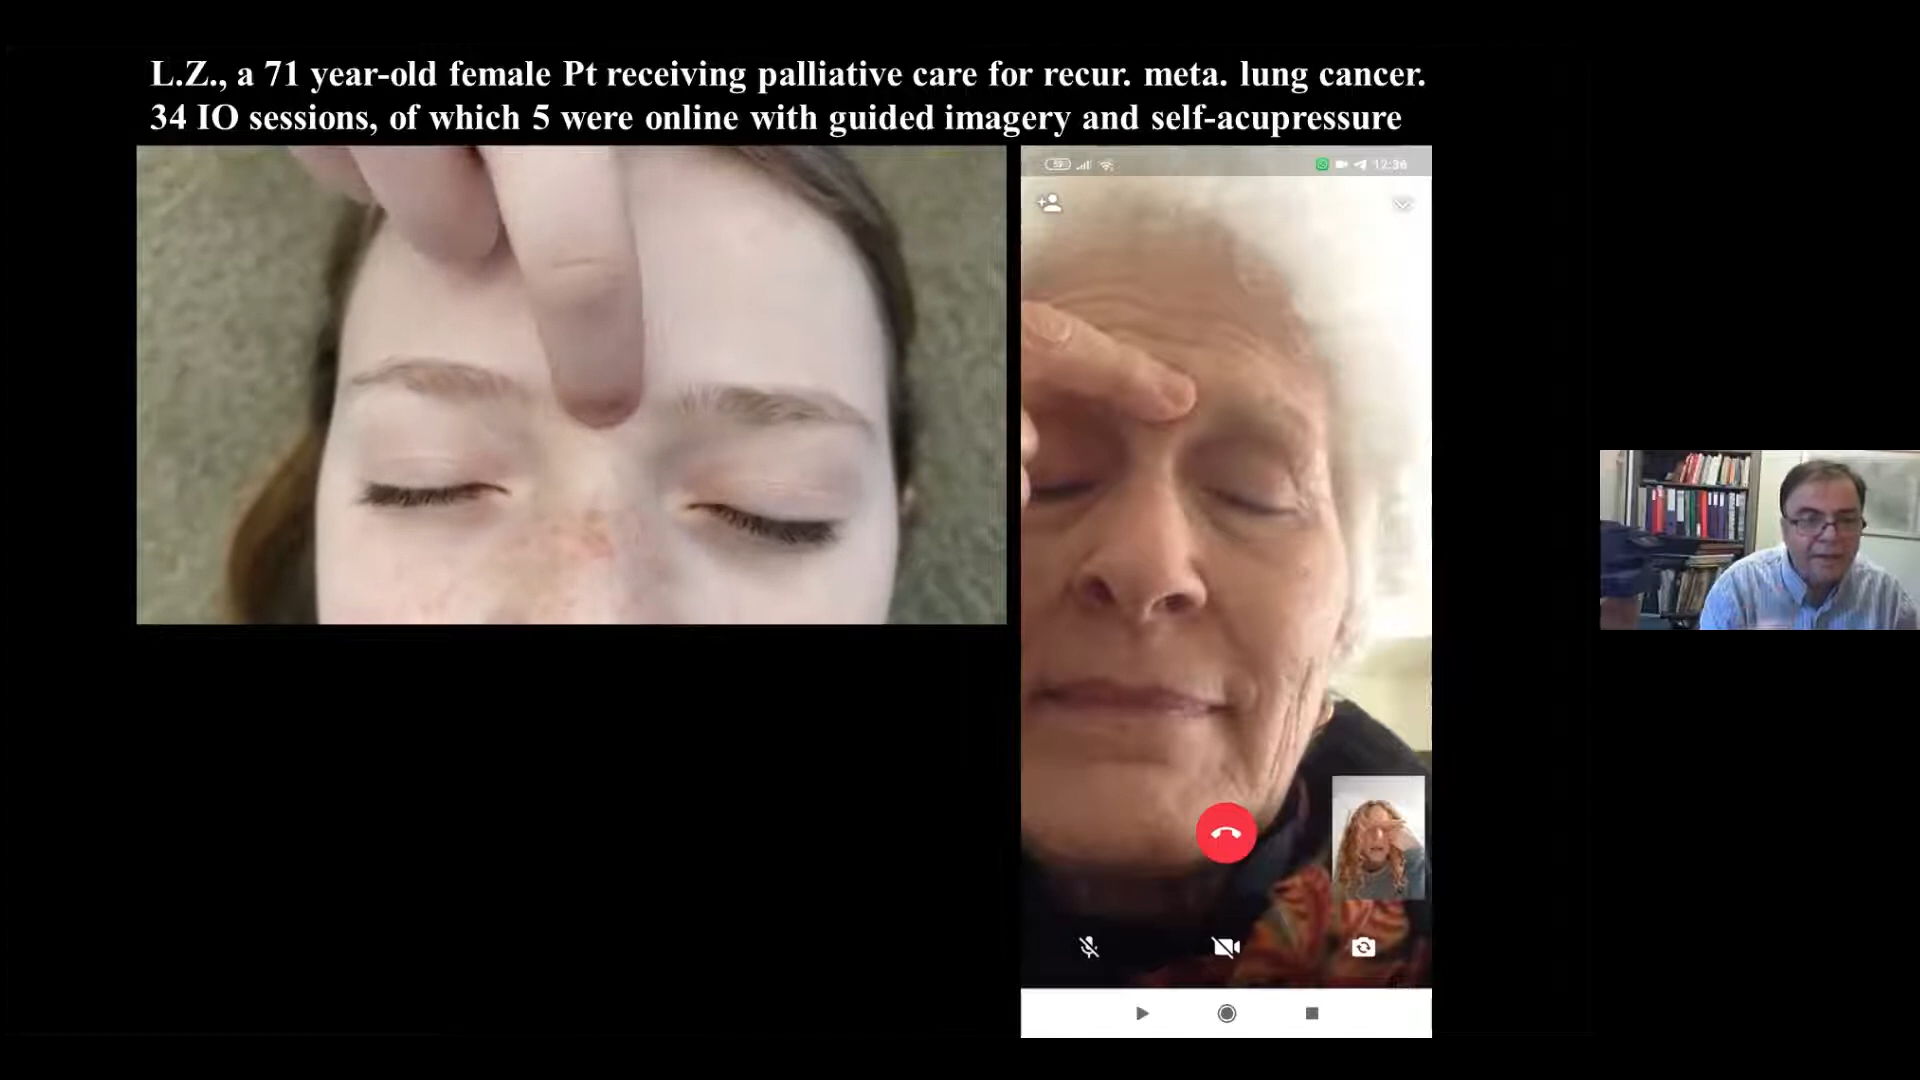 L.Z., a 71 year-old female Pt receiving palliative care for recur. meta. lung cancer.
34 IO sessions, of which 5 were online with guided imagery and self-acupressure
59
12:36